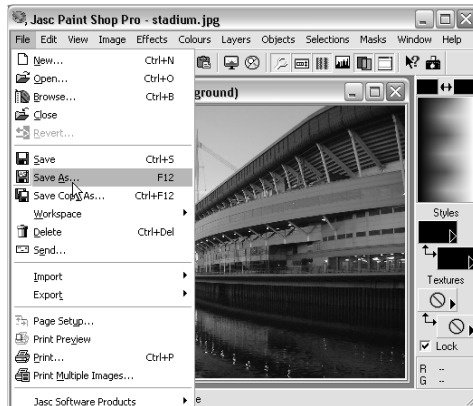 Jasc Paint Shop Pro - stadium.jpg
File Edit View Image Effects Colours Layers Objects Selections Masks Window Help
New... Ctrl+N
Open... Ctrl+O
Browse... Ctrl+B
Close
Revert...
Save Ctrl+S
Save As... F12
Save Copy As... Ctrl+F12
Workspace
Delete Ctrl+Del
Send...
Import
Export
Page Setup...
Print Preview
Print... Ctrl+P
Print Multiple Images...
Jasc Software Products
ground)
Styles
Textures
Lock
R --
G --
e